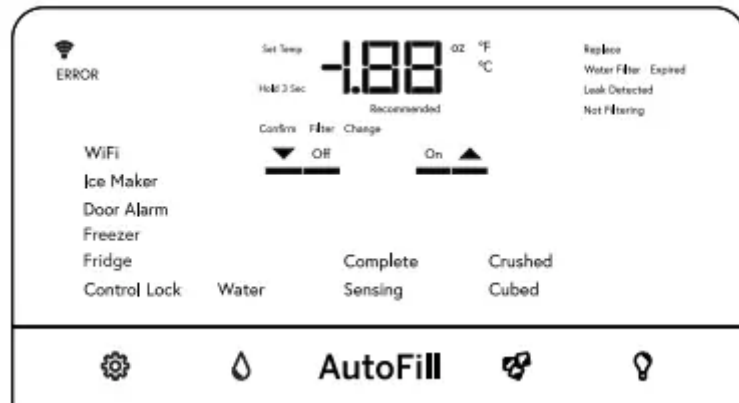 ERROR
Set Temp
-1.88 oz °F
°C
Hold 3 Sec
Recommended
Replace
Water Filter Expired
Leak Detected
Not Filtering
Confirm Filter Change
Off On
WiFi
Ice Maker
Door Alarm
Freezer
Fridge Complete Crushed
Control Lock Water Sensing Cubed
AutoFill